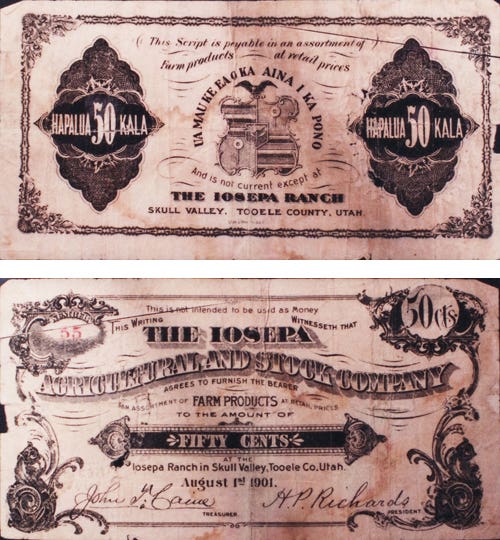 This Script is payable in an assortment of
Farm products at retail prices
UA MAU KE EA O KA AINA I KA PONO
HAPALUA 50 KALA
HAPALUA 50 KALA
And is not current except at
THE IOSEPA RANCH
SKULL VALLEY, TOOELE COUNTY, UTAH.
This is not intended to be used as Money
55
THIS WRITING WITNESSETH THAT
50cts.
THE IOSEPA
AGRICULTURAL AND STOCK COMPANY
AGREES TO FURNISH THE BEARER
AN ASSORTMENT OF FARM PRODUCTS AT RETAIL PRICES
TO THE AMOUNT OF
FIFTY CENTS
AT THE
Iosepa Ranch in Skull Valley, Tooele Co, Utah.
August 1st 1901.
H.P. Richards
TREASURER
PRESIDENT